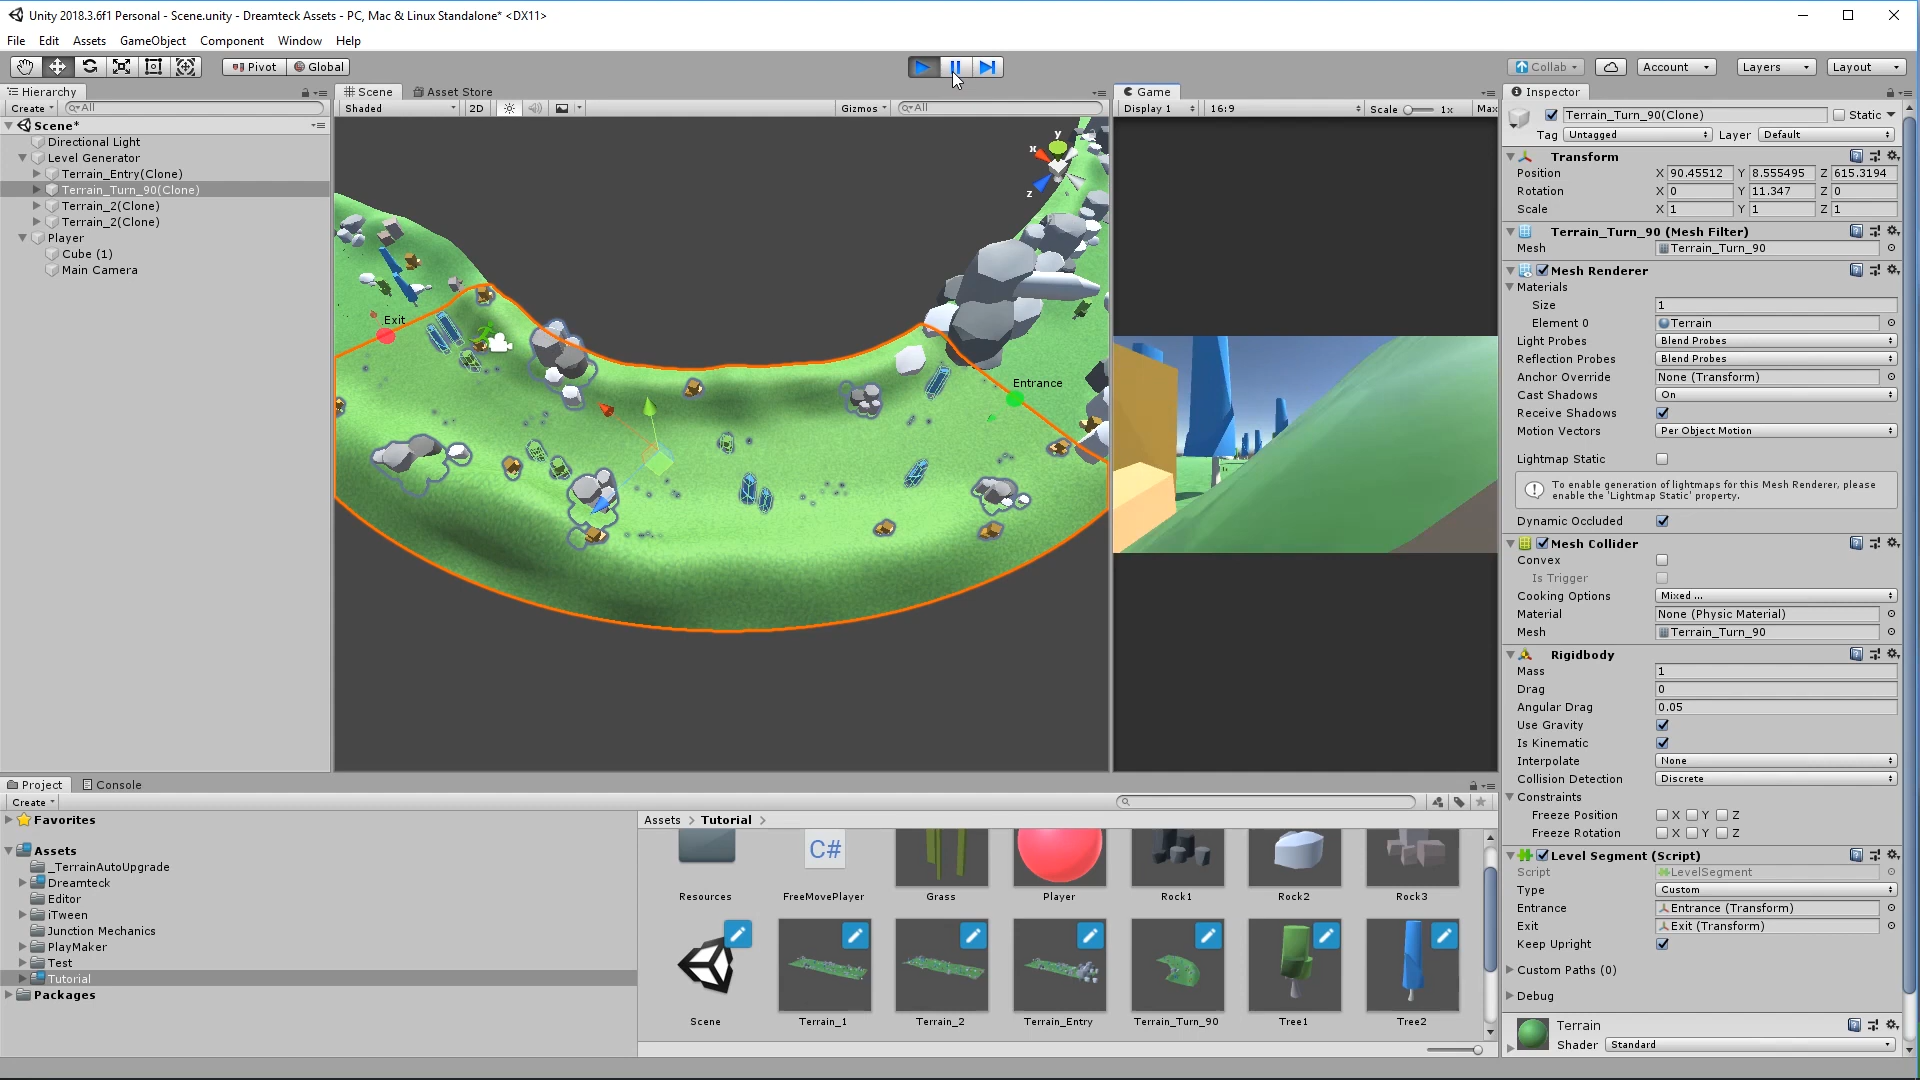 Unity 2018.3.6f1 Personal - Scene.unity - Dreamteck Assets - PC, Mac & Linux Standalone* <DX11>
File Edit Assets GameObject Component Window Help
Pivot Global
Collab Account Layers Layout
Hierarchy
Create All
Scene*
Directional Light
Level Generator
Terrain_Entry(Clone)
Terrain_Turn_90(Clone)
Terrain_2(Clone)
Terrain_2(Clone)
Player
Cube (1)
Main Camera
Scene Asset Store
Shaded 2D Gizmos All
y
x
z
Exit
Entrance
Game
Display 1 16:9 Scale 1x Max
Inspector
Terrain_Turn_90(Clone) Static
Tag Untagged Layer Default
Transform
Position X 90.45512 Y 8.555495 Z 615.3194
Rotation X 0 Y 11.347 Z 0
Scale X 1 Y 1 Z 1
Terrain_Turn_90 (Mesh Filter)
Mesh Terrain_Turn_90
Mesh Renderer
Materials
Size 1
Element 0 Terrain
Light Probes Blend Probes
Reflection Probes Blend Probes
Anchor Override None (Transform)
Cast Shadows On
Receive Shadows
Motion Vectors Per Object Motion
Lightmap Static
To enable generation of lightmaps for this Mesh Renderer, please
enable the 'Lightmap Static' property.
Dynamic Occluded
Mesh Collider
Convex
Is Trigger
Cooking Options Mixed ...
Material None (Physic Material)
Mesh Terrain_Turn_90
Rigidbody
Mass 1
Drag 0
Angular Drag 0.05
Use Gravity
Is Kinematic
Interpolate None
Collision Detection Discrete
Constraints
Freeze Position X Y Z
Freeze Rotation X Y Z
Level Segment (Script)
Script LevelSegment
Type Custom
Entrance Entrance (Transform)
Exit Exit (Transform)
Keep Upright
Custom Paths (0)
Debug
Terrain
Shader Standard
Project Console
Create
Favorites
Assets
_TerrainAutoUpgrade
Dreamteck
Editor
iTween
Junction Mechanics
PlayMaker
Test
Tutorial
Packages
Assets > Tutorial >
C#
Resources FreeMovePlayer Grass Player Rock1 Rock2 Rock3
Scene Terrain_1 Terrain_2 Terrain_Entry Terrain_Turn_90 Tree1 Tree2